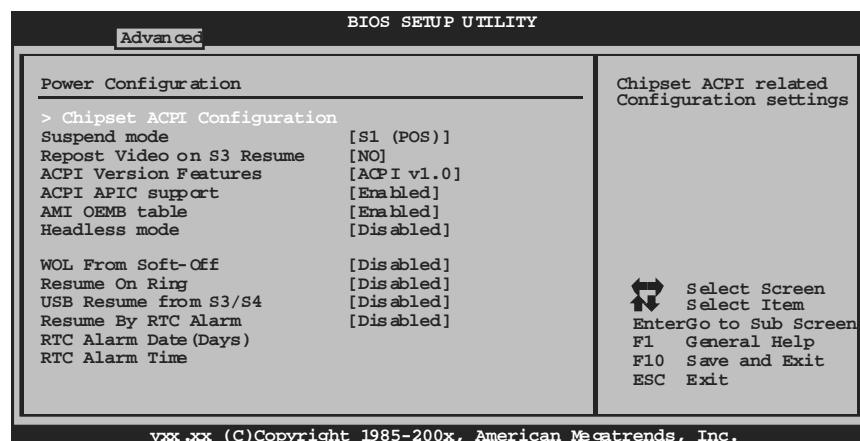 BIOS SETUP UTILITY
Advanced
Power Configuration
> Chipset ACPI Configuration
Suspend mode [S1 (POS)]
Repost Video on S3 Resume [NO]
ACPI Version Features [ACPI v1.0]
ACPI APIC support [Enabled]
AMI OEMB table [Enabled]
Headless mode [Disabled]
WOL From Soft-Off [Disabled]
Resume On Ring [Disabled]
USB Resume from S3/S4 [Disabled]
Resume By RTC Alarm [Disabled]
RTC Alarm Date(Days)
RTC Alarm Time
Chipset ACPI related
Configuration settings
Select Screen
Select Item
EnterGo to Sub Screen
F1 General Help
F10 Save and Exit
ESC Exit
vxx.xx (C)Copyright 1985-200x, American Megatrends, Inc.